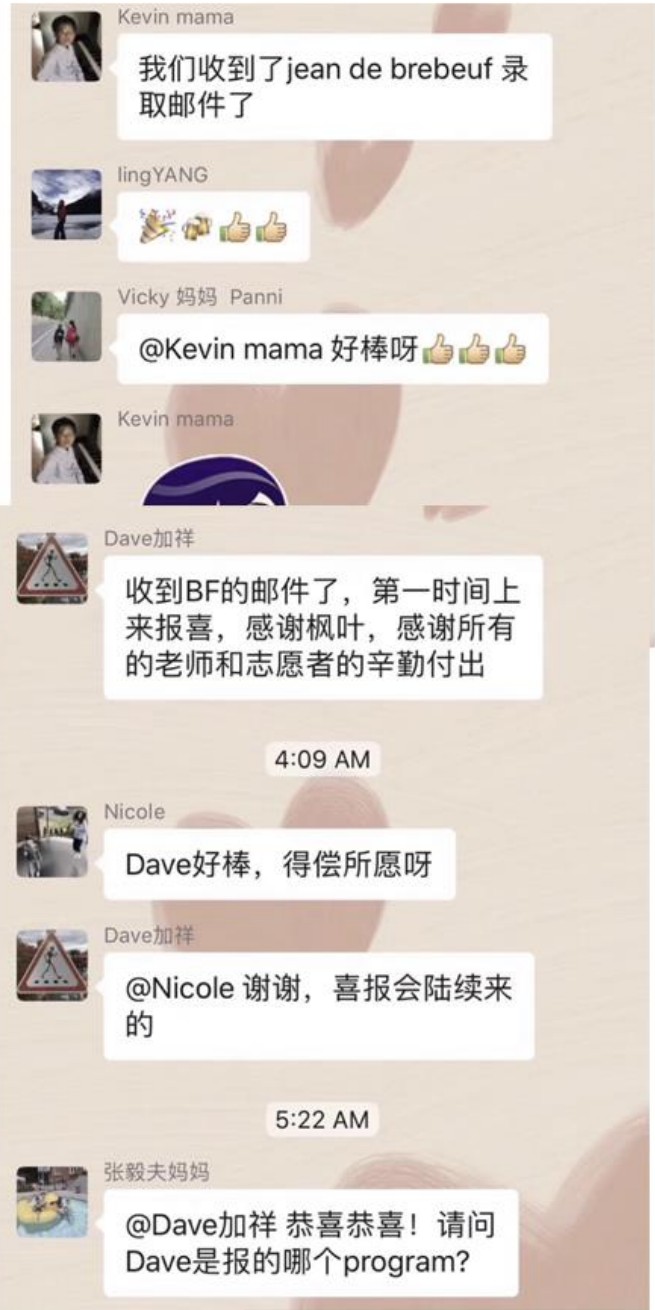 Kevin mama
我们收到了jean de brebeuf 录
取邮件了
lingYANG
🎉🍻👍👍
Vicky 妈妈 Panni
@Kevin mama 好棒呀👍👍👍
Kevin mama
Dave加祥
收到BF的邮件了，第一时间上
来报喜，感谢枫叶，感谢所有
的老师和志愿者的辛勤付出
4:09 AM
Nicole
Dave好棒，得偿所愿呀
Dave加祥
@Nicole 谢谢，喜报会陆续来
的
5:22 AM
张毅夫妈妈
@Dave加祥 恭喜恭喜！请问
Dave是报的哪个program?